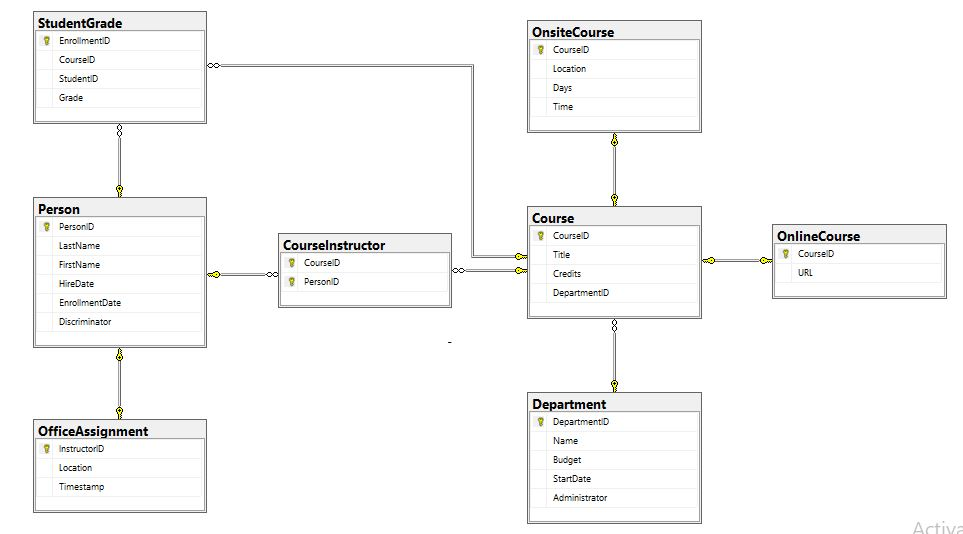 StudentGrade
EnrollmentID
CourseID
StudentID
Grade
OnsiteCourse
CourseID
Location
Days
Time
Person
PersonID
LastName
FirstName
HireDate
EnrollmentDate
Discriminator
CourseInstructor
CourseID
PersonID
Course
CourseID
Title
Credits
DepartmentID
OnlineCourse
CourseID
URL
OfficeAssignment
InstructorID
Location
Timestamp
Department
DepartmentID
Name
Budget
StartDate
Administrator
Activa